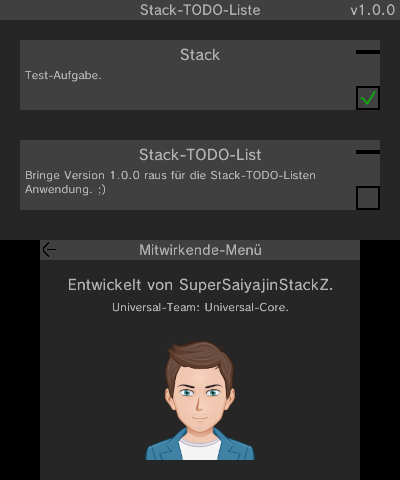 Stack-TODO-Liste v1.0.0
Stack
Test-Aufgabe.
Stack-TODO-List
Bringe Version 1.0.0 raus für die Stack-TODO-Listen
Anwendung. ;)
Mitwirkende-Menü
Entwickelt von SuperSaiyajinStackZ.
Universal-Team: Universal-Core.